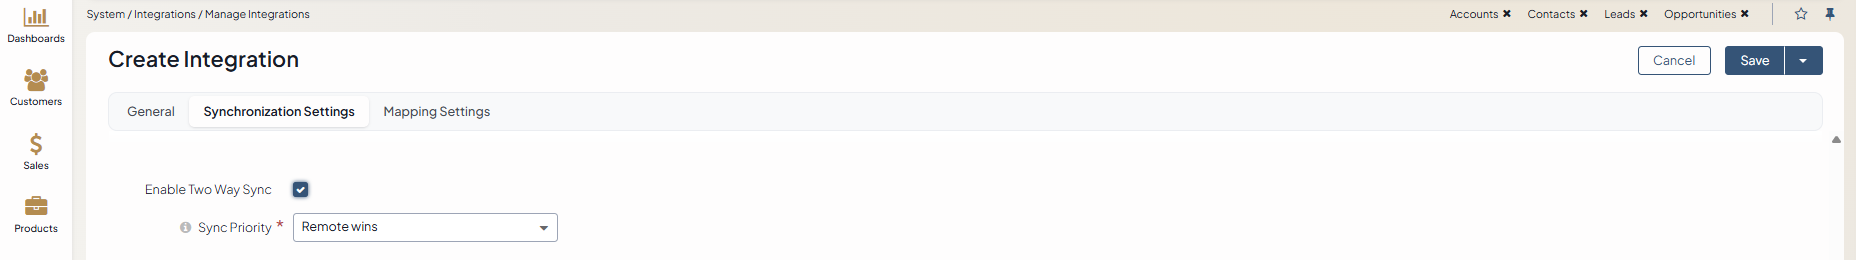 Dashboards
Customers
Sales
Products
System / Integrations / Manage Integrations
Accounts ✖ Contacts ✖ Leads ✖ Opportunities ✖
Create Integration
Cancel Save
General Synchronization Settings Mapping Settings
Enable Two Way Sync
Sync Priority * Remote wins